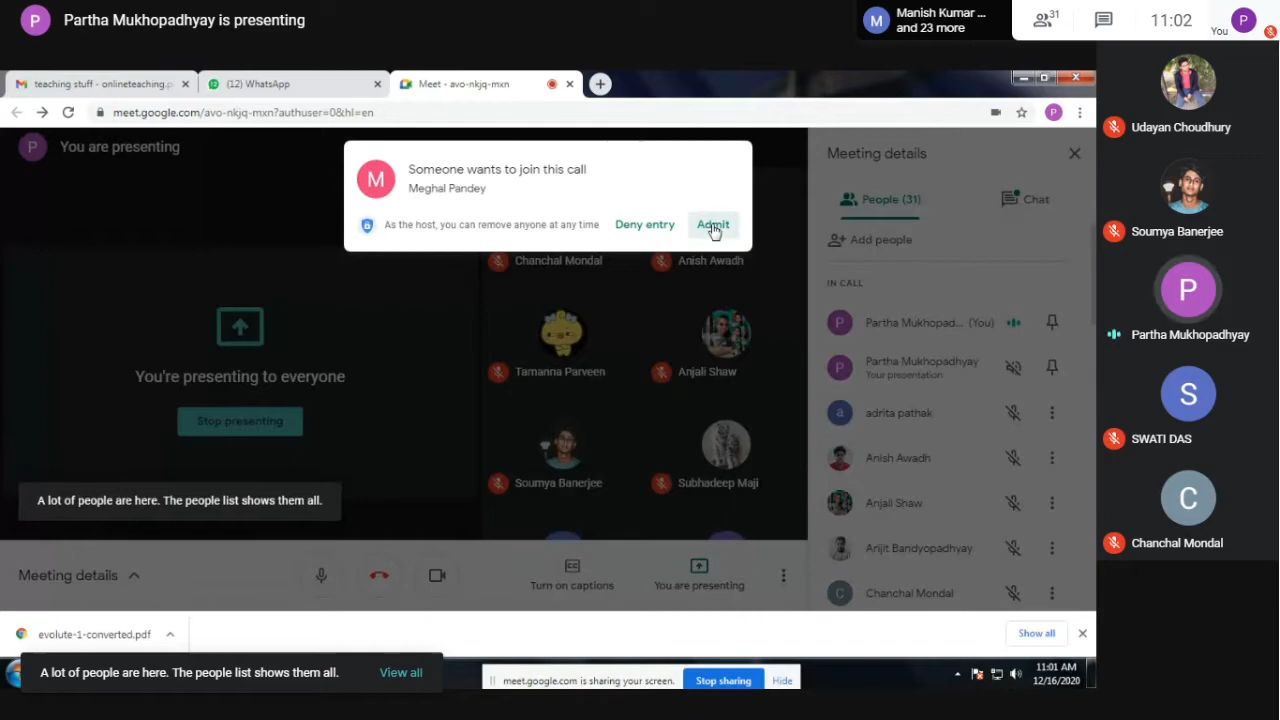 P
Partha Mukhopadhyay is presenting
M
Manish Kumar ...
and 23 more
31
11:02
You
P
teaching stuff - onlineteaching.p
(12) WhatsApp
Meet - avo-nkjq-mxn
meet.google.com/avo-nkjq-mxn?authuser=0&hl=en
P
P
You are presenting
M
Someone wants to join this call
Meghal Pandey
As the host, you can remove anyone at any time
Deny entry
Admit
Chanchal Mondal
Anish Awadh
You're presenting to everyone
Stop presenting
Tamanna Parveen
Anjali Shaw
Soumya Banerjee
Subhadeep Maji
A lot of people are here. The people list shows them all.
Meeting details
CC
Turn on captions
You are presenting
Meeting details
People (31)
Chat
Add people
IN CALL
P
Partha Mukhopad... (You)
P
Partha Mukhopadhyay
Your presentation
a
adrita pathak
Anish Awadh
Anjali Shaw
Arijit Bandyopadhyay
C
Chanchal Mondal
Udayan Choudhury
Soumya Banerjee
P
Partha Mukhopadhyay
S
SWATI DAS
C
Chanchal Mondal
evolute-1-converted.pdf
Show all
A lot of people are here. The people list shows them all.
View all
meet.google.com is sharing your screen.
Stop sharing
Hide
11:01 AM
12/16/2020